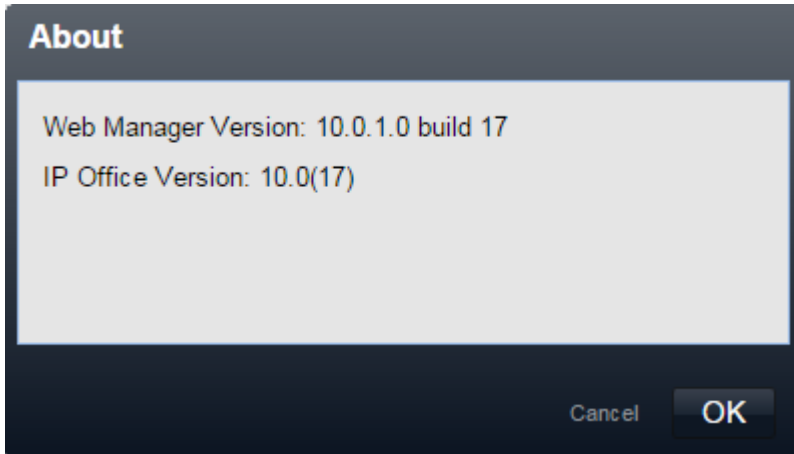 About
Web Manager Version: 10.0.1.0 build 17
IP Office Version: 10.0(17)
Cancel OK